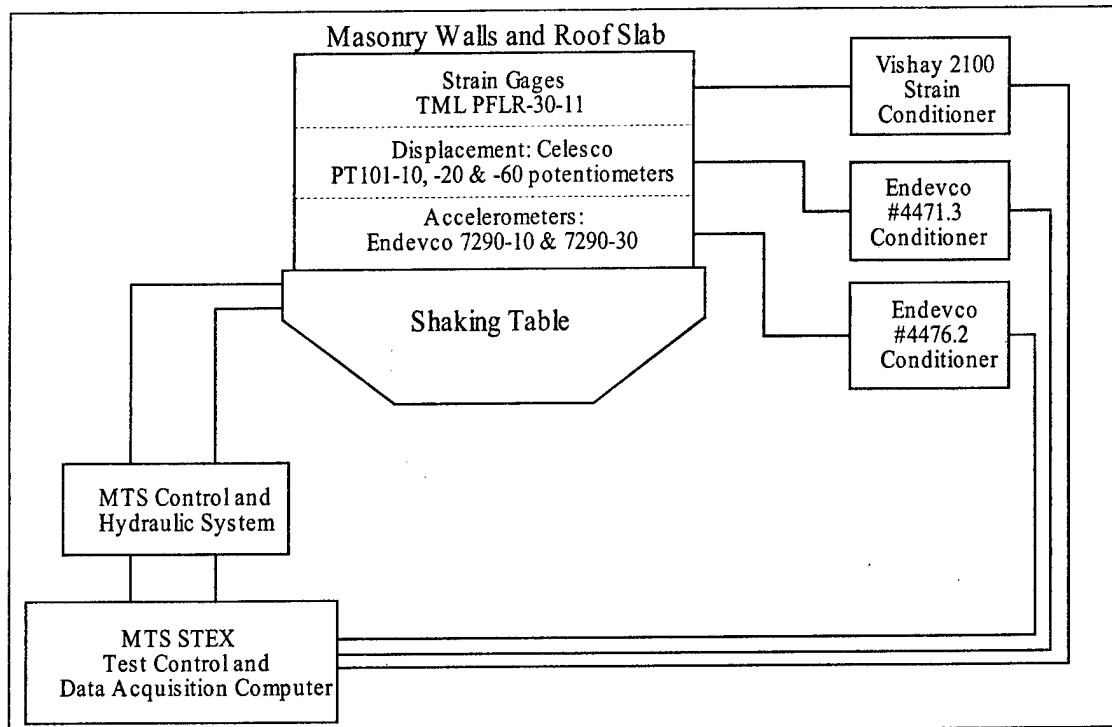 Masonry Walls and Roof Slab
Strain Gages
TML PFLR-30-11
Displacement: Celesco
PT101-10, -20 & -60 potentiometers
Accelerometers:
Endevco 7290-10 & 7290-30
Shaking Table
Vishay 2100
Strain
Conditioner
Endevco
#4471.3
Conditioner
Endevco
#4476.2
Conditioner
MTS Control and
Hydraulic System
MTS STEX
Test Control and
Data Acquisition Computer